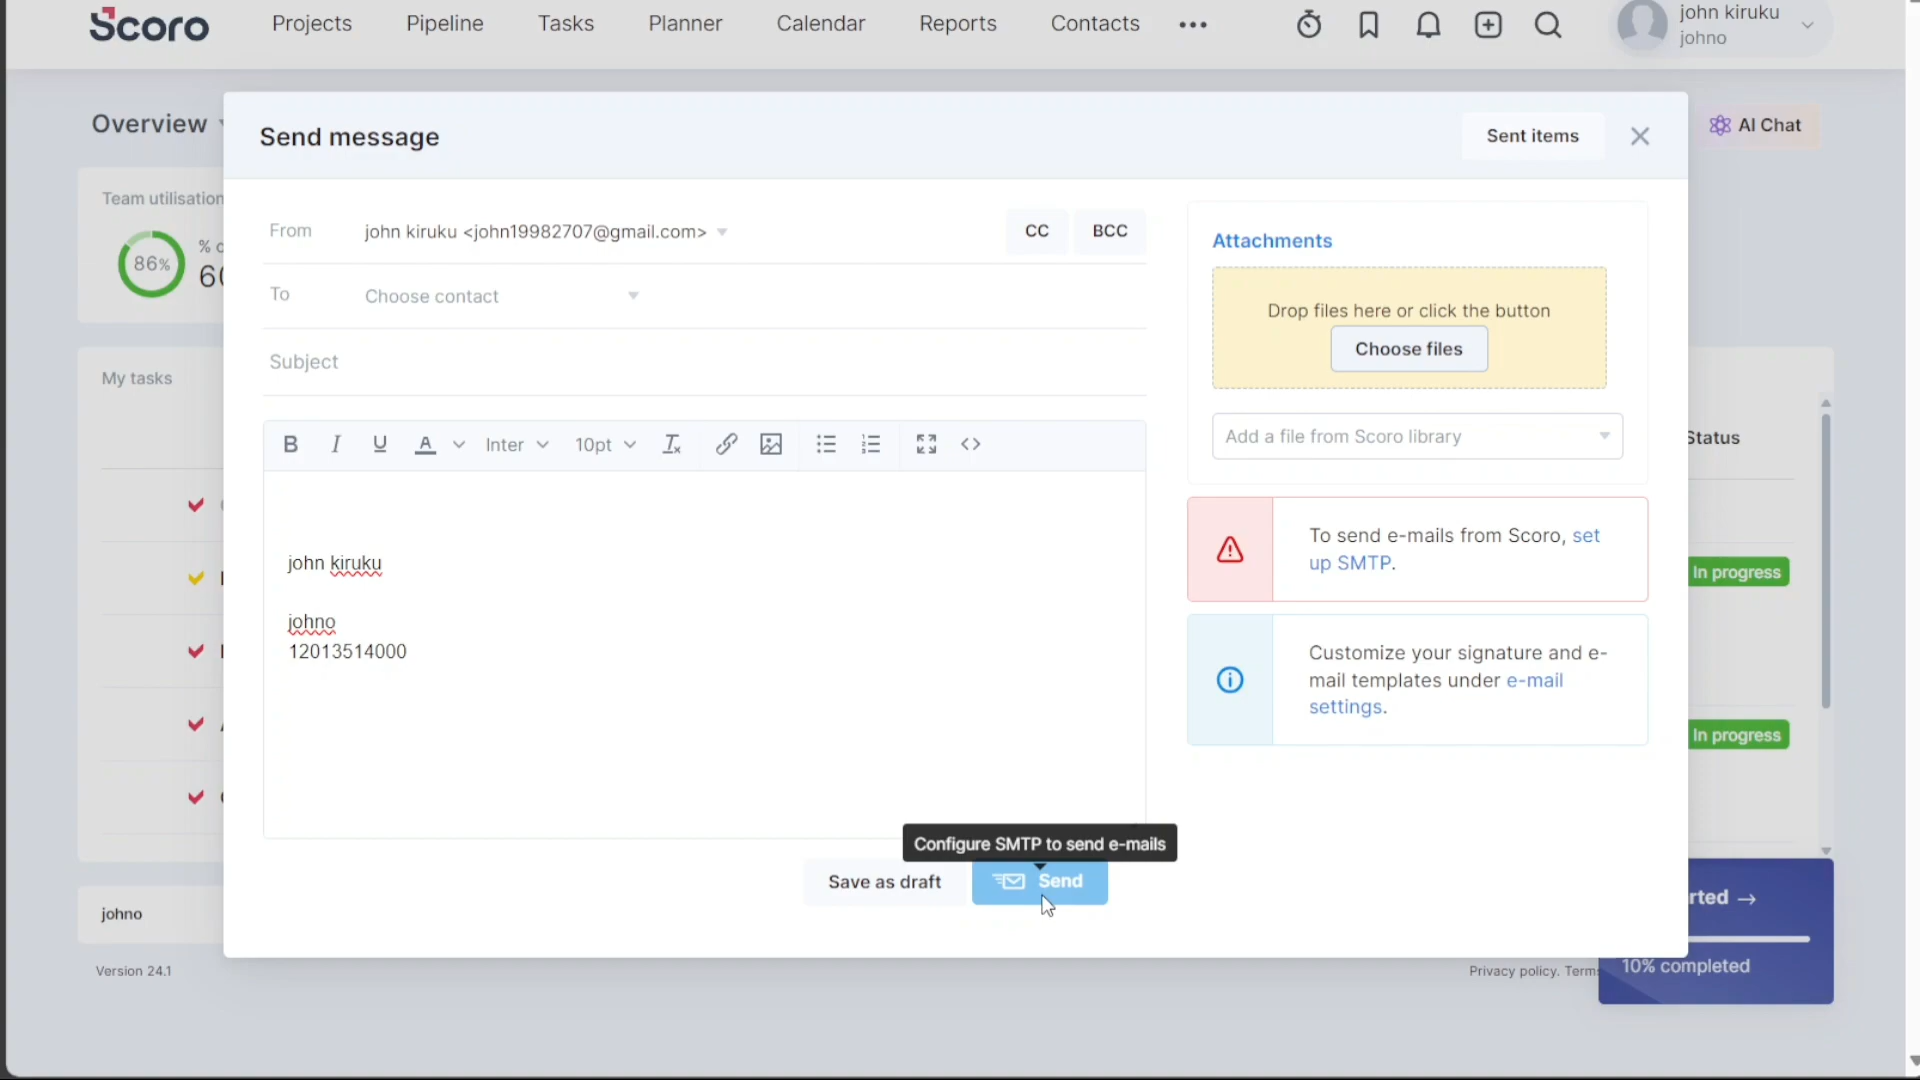 Scoro
Projects
Pipeline
Tasks
Planner
Calendar
Reports
Contacts
john kiruku
johno
Overview
AI Chat
Send message
Sent items
Team utilisation
86%
% 
60
From
john kiruku <john19982707@gmail.com>
CC
BCC
To
Choose contact
Subject
Attachments
Drop files here or click the button
Choose files
Add a file from Scoro library
My tasks
Status
B I U A Inter 10pt
john kiruku
johno
12013514000
To send e-mails from Scoro, set
up SMTP.
In progress
Customize your signature and e-
mail templates under e-mail
settings.
In progress
Configure SMTP to send e-mails
Save as draft
Send
johno
rted →
10% completed
Version 24.1
Privacy policy. Terms